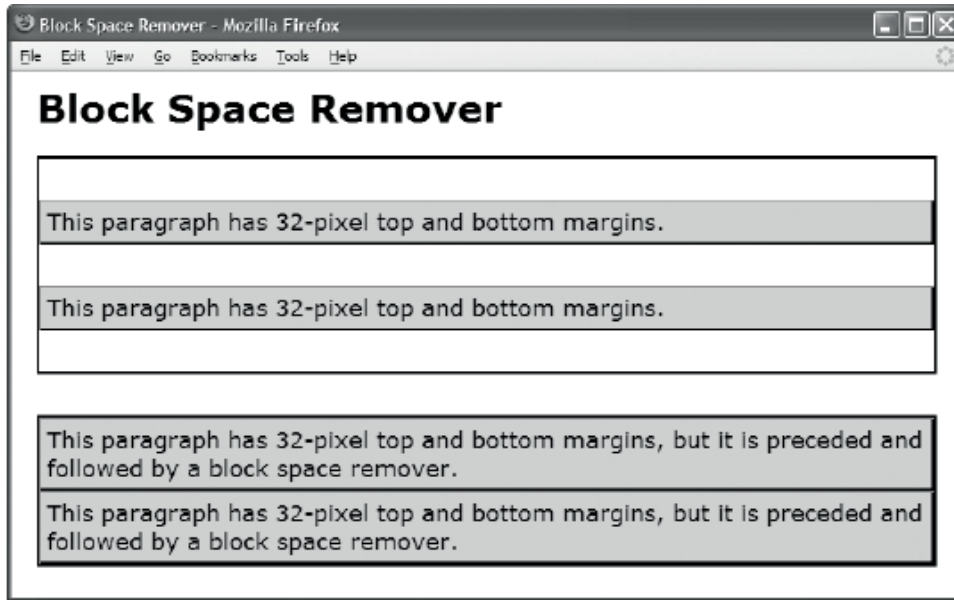 Block Space Remover - Mozilla Firefox
File Edit View Go Bookmarks Tools Help
Block Space Remover
This paragraph has 32-pixel top and bottom margins.
This paragraph has 32-pixel top and bottom margins.
This paragraph has 32-pixel top and bottom margins, but it is preceded and
followed by a block space remover.
This paragraph has 32-pixel top and bottom margins, but it is preceded and
followed by a block space remover.